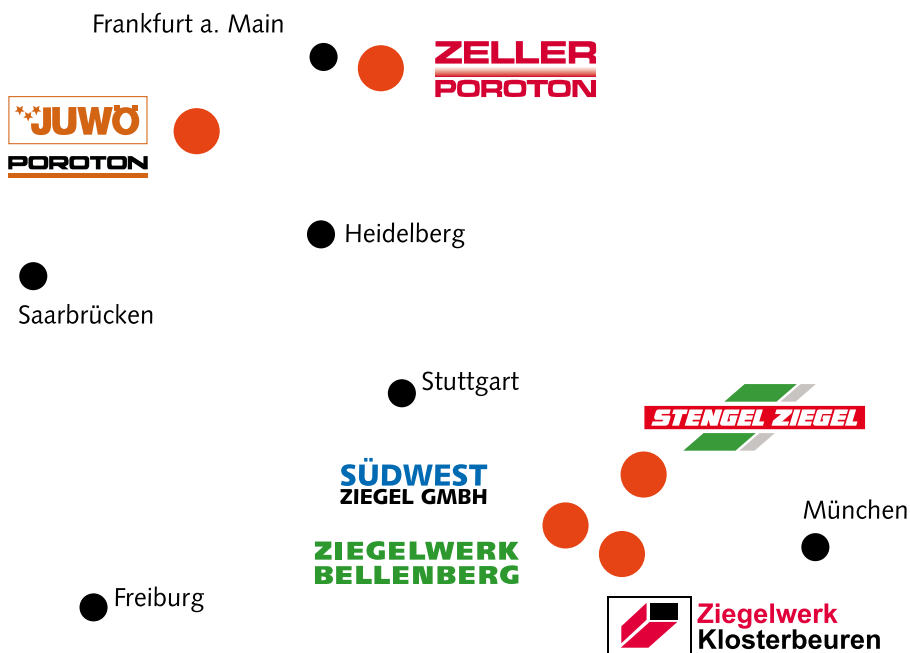 Frankfurt a. Main
ZELLER
POROTON
JUWÖ
POROTON
Heidelberg
Saarbrücken
Stuttgart
STENGEL ZIEGEL
SÜDWEST
ZIEGEL GMBH
München
ZIEGELWERK
BELLENBERG
Freiburg
Ziegelwerk
Klosterbeuren